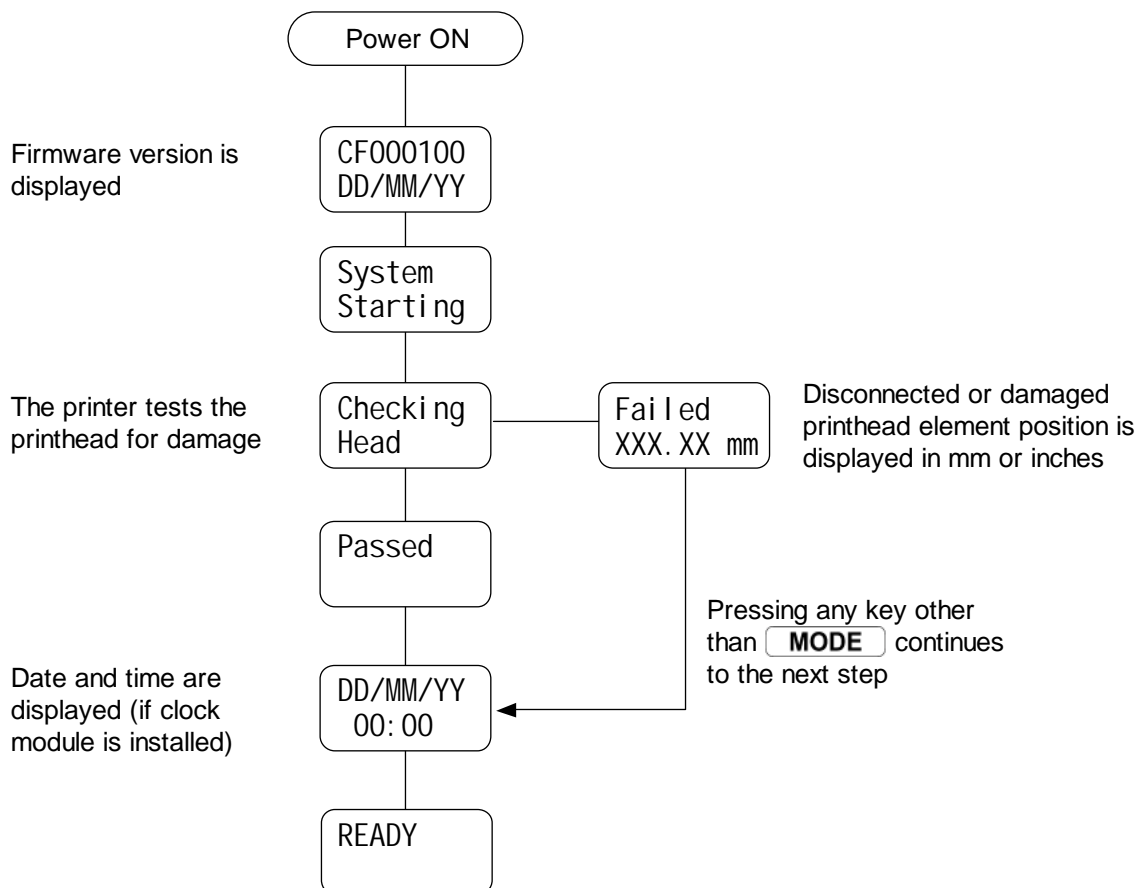 Power ON
Firmware version is
displayed
CF000100
DD/MM/YY
System
Starting
The printer tests the
printhead for damage
Checking
Head
Failed
XXX.XX mm
Disconnected or damaged
printhead element position is
displayed in mm or inches
Passed
Pressing any key other
than MODE continues
to the next step
Date and time are
displayed (if clock
module is installed)
DD/MM/YY
00:00
READY